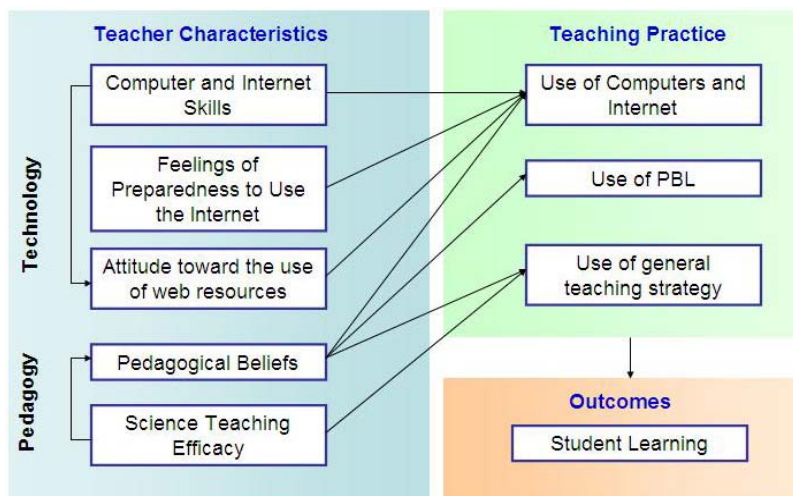 Teacher Characteristics
Technology
Computer and Internet
Skills
Feelings of
Preparedness to Use
the Internet
Attitude toward the use
of web resources
Pedagogy
Pedagogical Beliefs
Science Teaching
Efficacy
Teaching Practice
Use of Computers and
Internet
Use of PBL
Use of general
teaching strategy
Outcomes
Student Learning